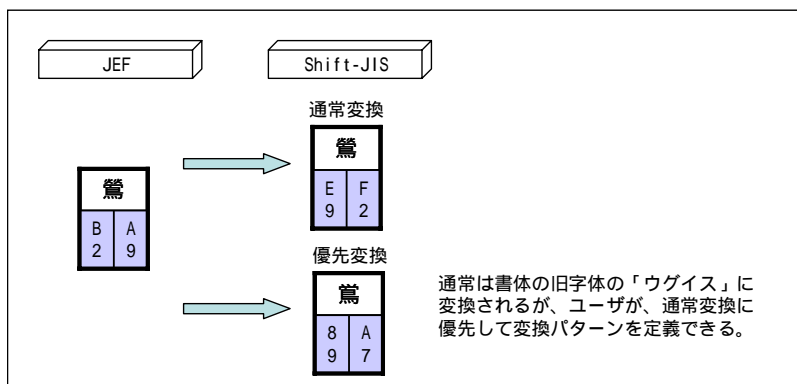 JEF
Shift-JIS
通常変換
鶯
E F
9 2
鶯
B A
2 9
優先変換
鴬
8 A
9 7
通常は書体の旧字体の「ウグイス」に
変換されるが、ユーザが、通常変換に
優先して変換パターンを定義できる。